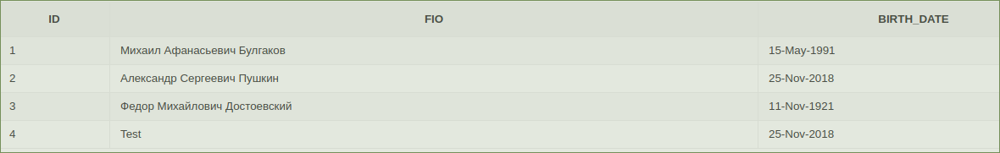 ID FIO BIRTH_DATE
1 Михаил Афанасьевич Булгаков 15-May-1991
2 Александр Сергеевич Пушкин 25-Nov-2018
3 Федор Михайлович Достоевский 11-Nov-1921
4 Test 25-Nov-2018